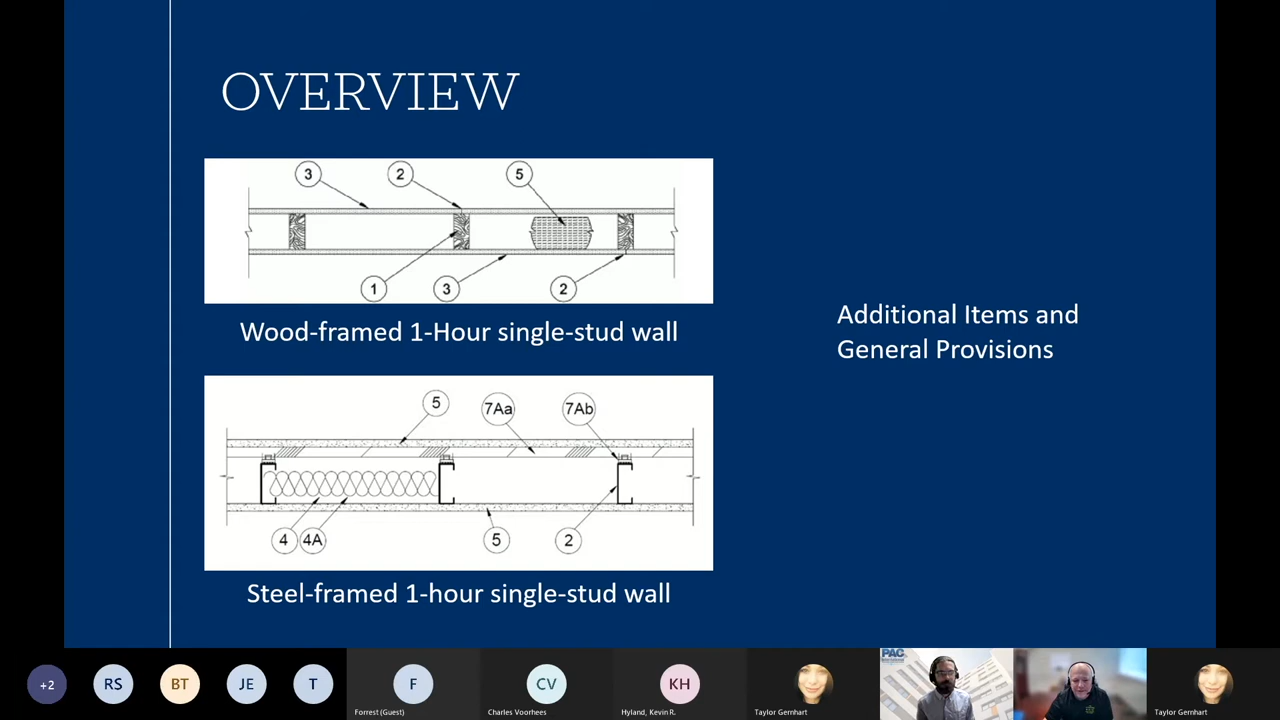 OVERVIEW
3
2
5
1
3
2
Wood-framed 1-Hour single-stud wall
Additional Items and
General Provisions
5
7Aa
7Ab
4
4A
5
2
Steel-framed 1-hour single-stud wall
+2
RS
BT
JE
T
F
CV
KH
PAC
Forrest (Guest)
Charles Voorhees
Hyland, Kevin R.
Taylor Gernhart
Taylor Gernhart